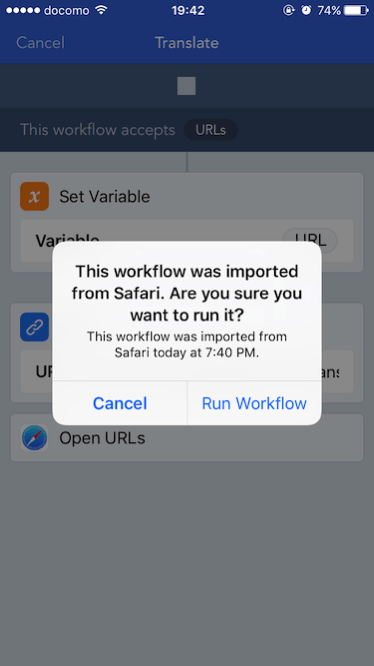 docomo 19:42 74%
Cancel Translate
This workflow accepts URLs
x Set Variable
Variable URL
This workflow was imported
from Safari. Are you sure you
want to run it?
This workflow was imported from
Safari today at 7:40 PM.
Cancel Run Workflow
Open URLs